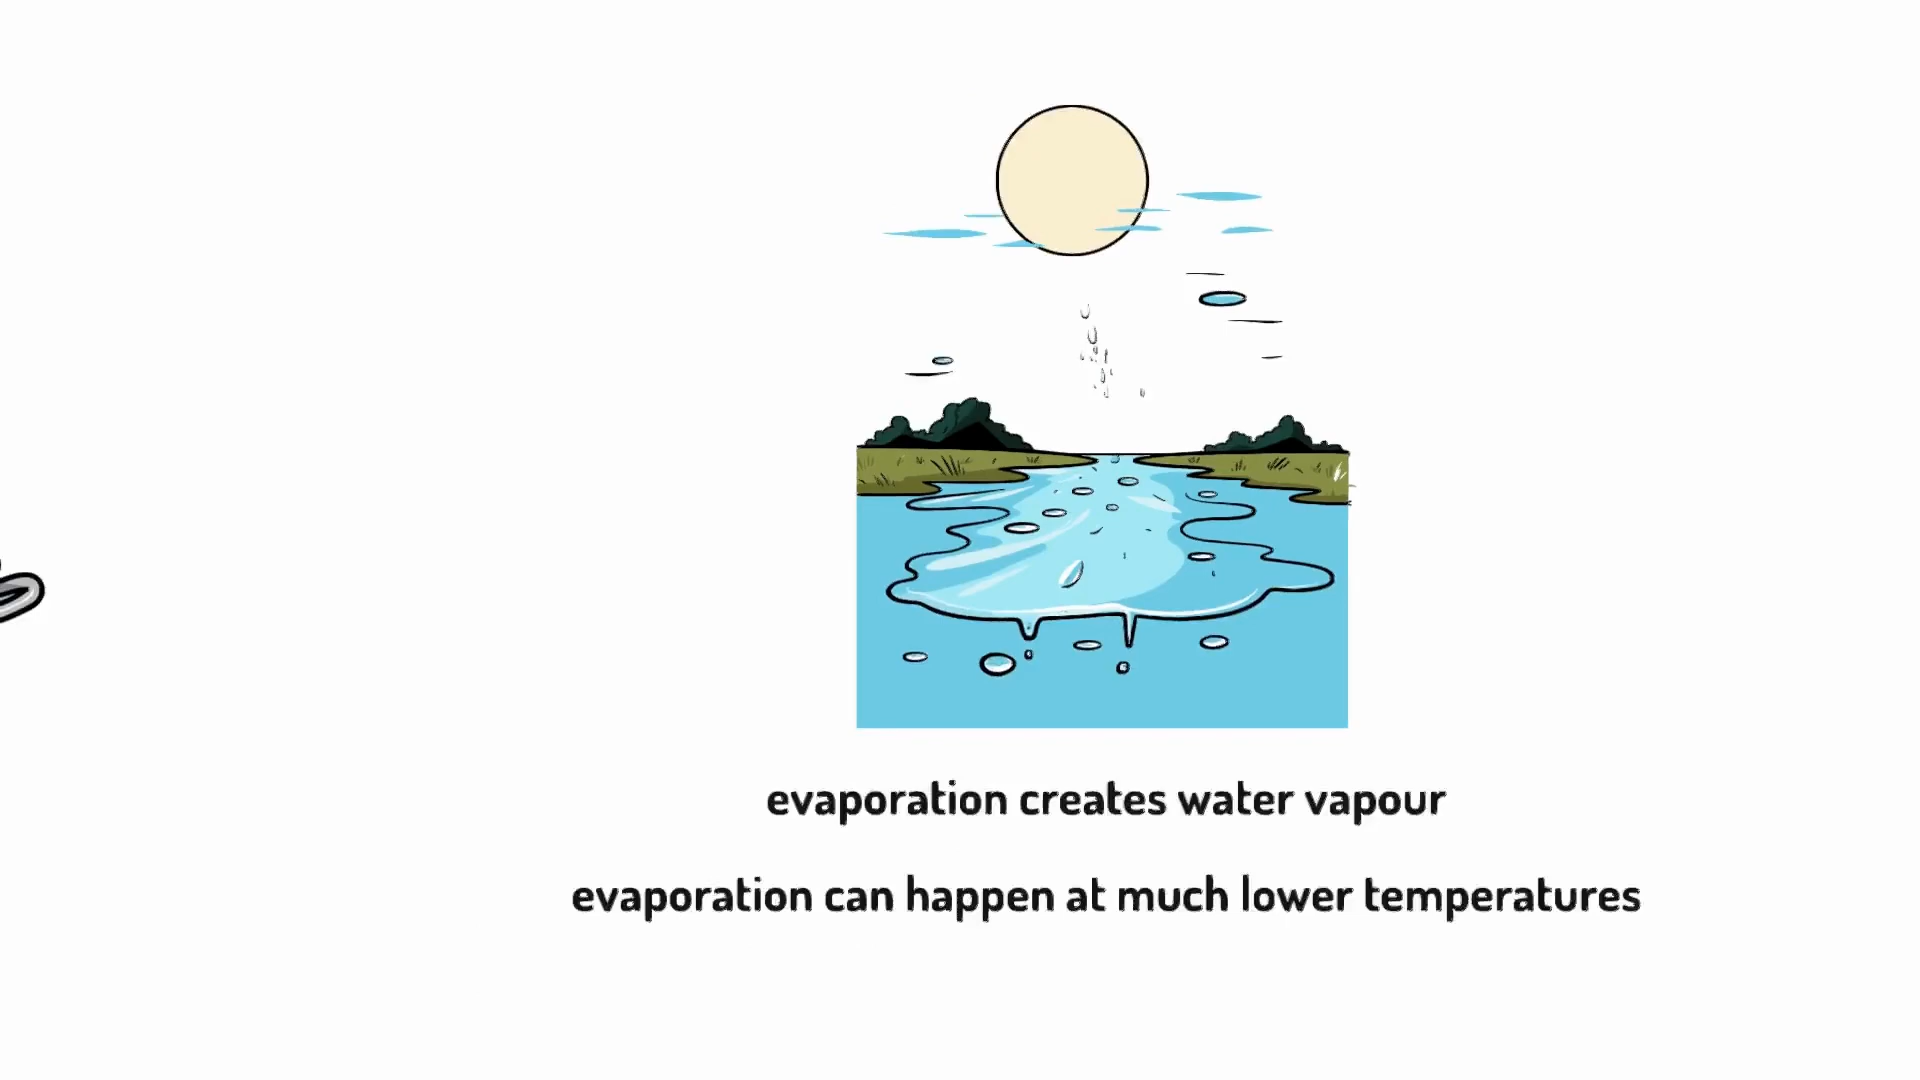 evaporation creates water vapour
evaporation can happen at much lower temperatures